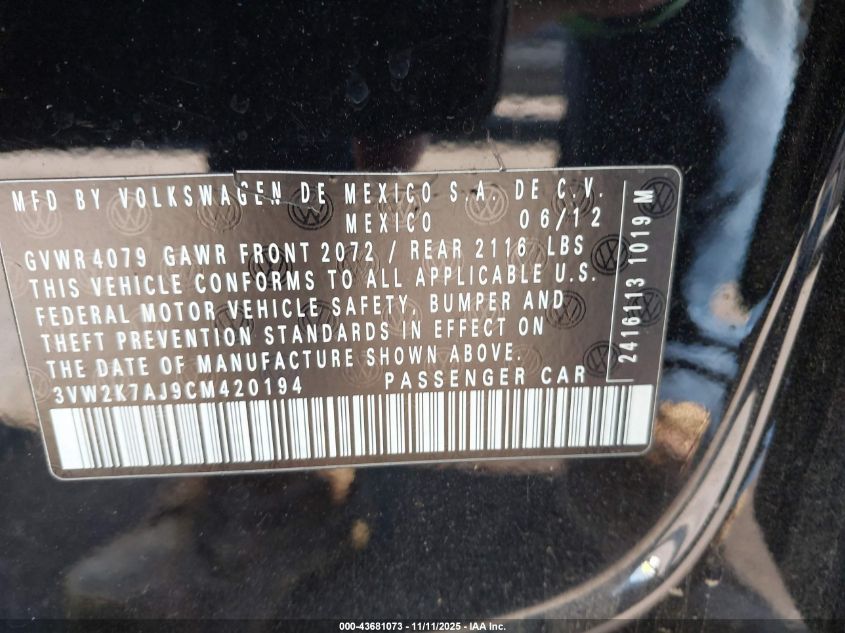 MFD BY VOLKSWAGEN DE MEXICO S.A. DE C.V.
MEXICO 06/12
GVWR4079 GAWR FRONT 2072 / REAR 2116 LBS
THIS VEHICLE CONFORMS TO ALL APPLICABLE U.S.
FEDERAL MOTOR VEHICLE SAFETY, BUMPER AND
THEFT PREVENTION STANDARDS IN EFFECT ON
THE DATE OF MANUFACTURE SHOWN ABOVE.
3VW2K7AJ9CM420194 PASSENGER CAR
2416113 1019 M
000-43681073 - 11/11/2025 - IAA Inc.